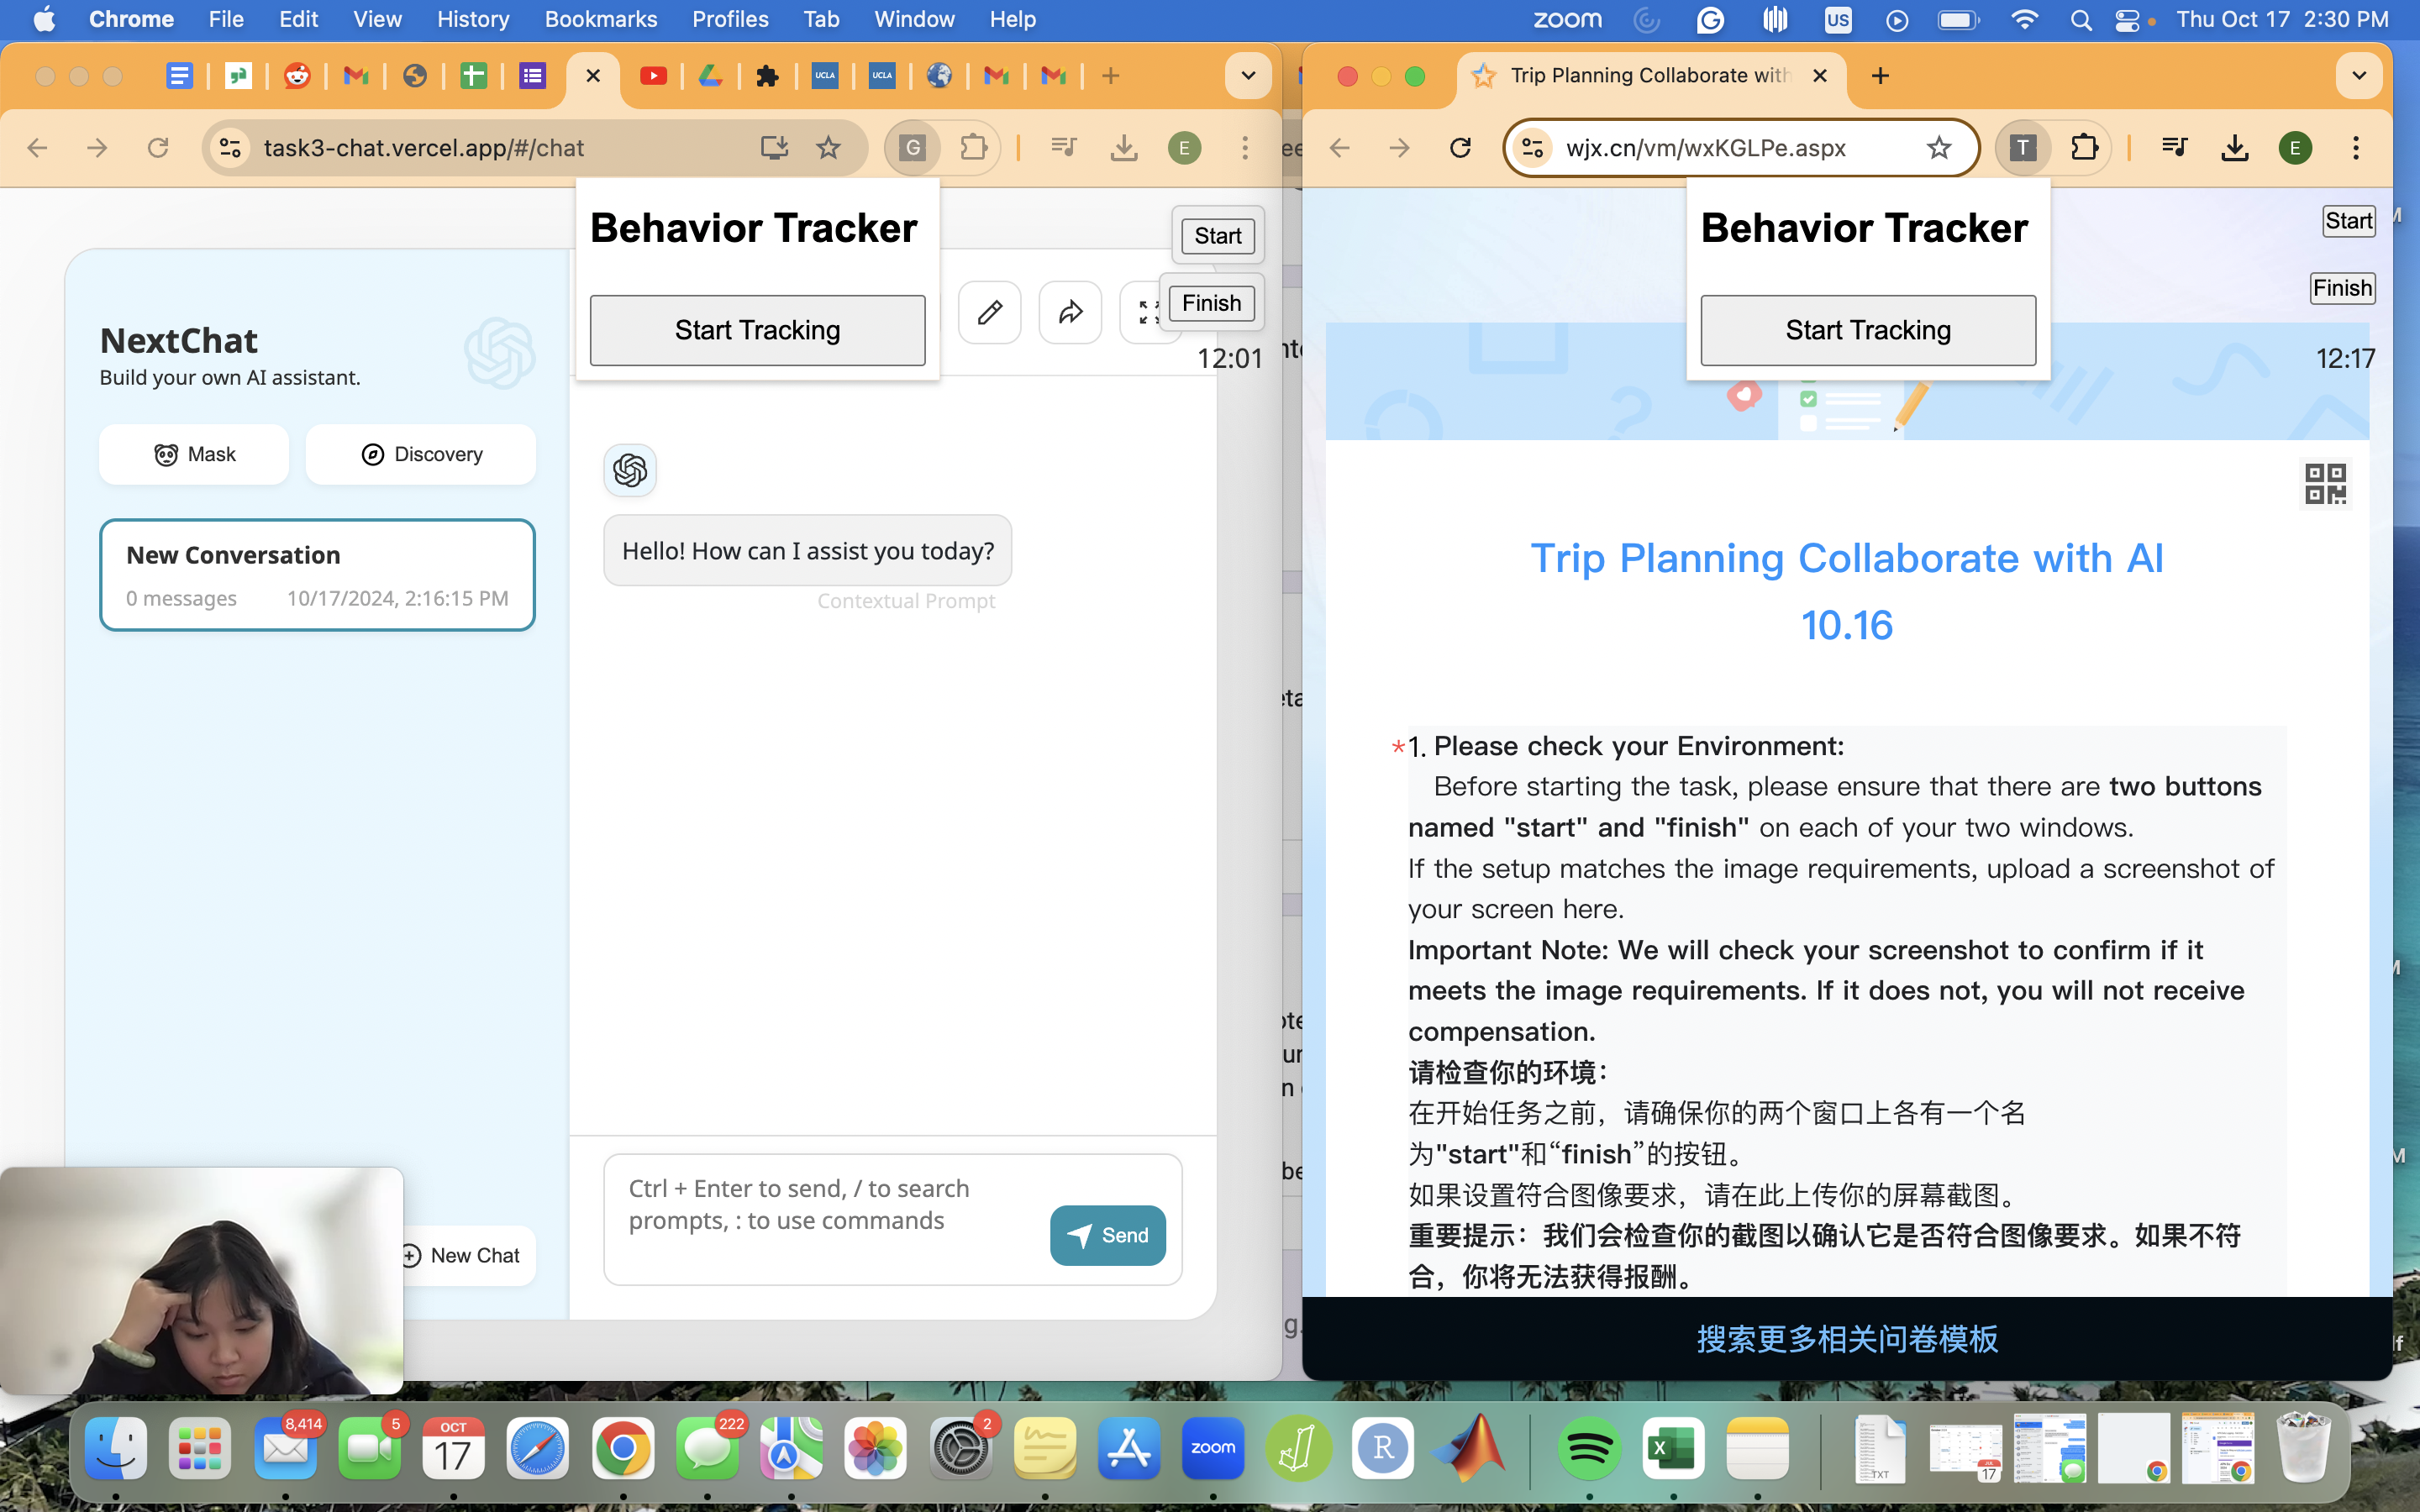 Chrome File Edit View History Bookmarks Profiles Tab Window Help
zoom US Thu Oct 17 2:30 PM
UCLA UCLA
Trip Planning Collaborate with
task3-chat.vercel.app/#/chat
G E
wjx.cn/vm/wxKGLPe.aspx
T E
Behavior Tracker
Start Tracking
Start
Finish
12:01
NextChat
Build your own AI assistant.
Mask
Discovery
New Conversation
0 messages 10/17/2024, 2:16:15 PM
Hello! How can I assist you today?
Contextual Prompt
Ctrl + Enter to send, / to search
prompts, : to use commands
Send
New Chat
Behavior Tracker
Start Tracking
Start
Finish
12:17
Trip Planning Collaborate with AI
10.16
*1. Please check your Environment:
Before starting the task, please ensure that there are two buttons
named "start" and "finish" on each of your two windows.
If the setup matches the image requirements, upload a screenshot of
your screen here.
Important Note: We will check your screenshot to confirm if it
meets the image requirements. If it does not, you will not receive
compensation.
请检查你的环境：
在开始任务之前，请确保你的两个窗口上各有一个名
为"start"和“finish”的按钮。
如果设置符合图像要求，请在此上传你的屏幕截图。
重要提示：我们会检查你的截图以确认它是否符合图像要求。如果不符
合，你将无法获得报酬。
搜索更多相关问卷模板
8,414
5
OCT
17
222
2
zoom
R
X
TXT
17